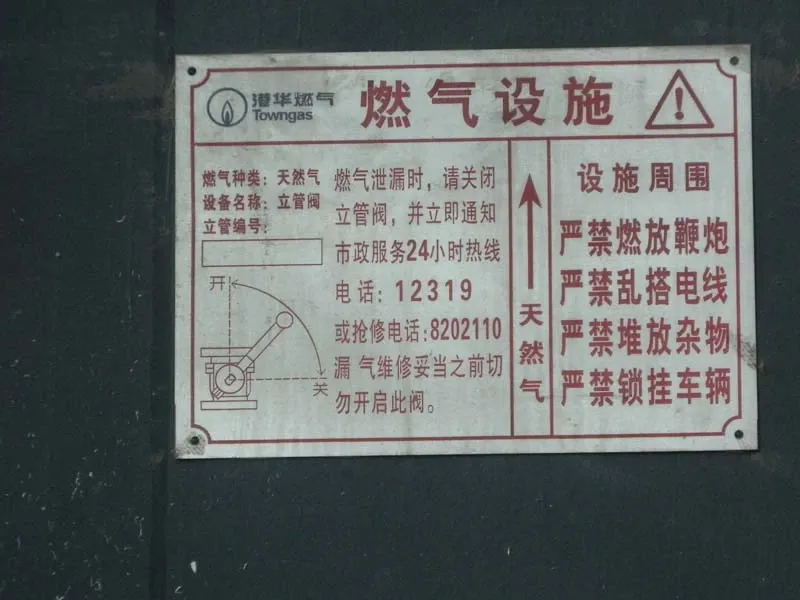 港华燃气
Towngas
燃气设施
燃气种类：天然气
设备名称：立管阀
立管编号：
开
关
燃气泄漏时，请关闭
立管阀，并立即通知
市政服务24小时热线
电话：12319
或抢修电话：8202110
漏 气维修妥当之前切
勿开启此阀。
天然气
设施周围
严禁燃放鞭炮
严禁乱搭电线
严禁堆放杂物
严禁锁挂车辆